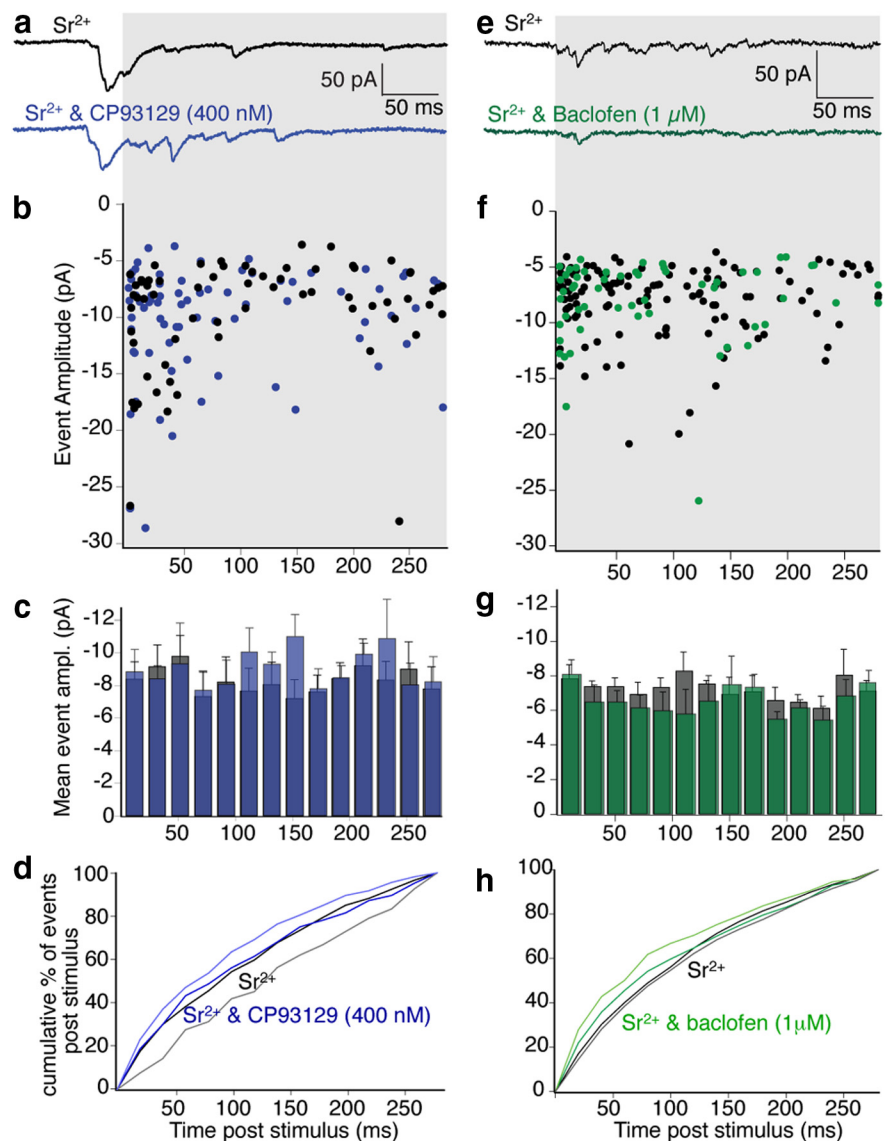 a
Sr²⁺
50 pA
50 ms
Sr²⁺ & CP93129 (400 nM)
b
Event Amplitude (pA)
0
-5
-10
-15
-20
-25
-30
50 100 150 200 250
c
Mean event ampl. (pA)
-12
-10
-8
-6
-4
-2
0
50 100 150 200 250
d
cumulative % of events
post stimulus
100
80
60
40
20
0
Sr²⁺
Sr²⁺ & CP93129 (400 nM)
50 100 150 200 250
Time post stimulus (ms)
e
Sr²⁺
50 pA
50 ms
Sr²⁺ & Baclofen (1 µM)
f
0
-5
-10
-15
-20
-25
-30
50 100 150 200 250
g
-12
-10
-8
-6
-4
-2
0
50 100 150 200 250
h
100
80
60
40
20
0
Sr²⁺
Sr²⁺ & baclofen (1µM)
50 100 150 200 250
Time post stimulus (ms)